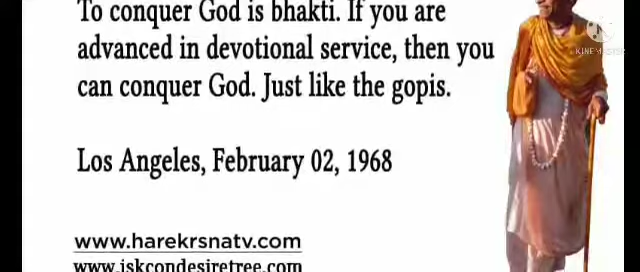 To conquer God is bhakti. If you are
advanced in devotional service, then you
can conquer God. Just like the gopis.
Los Angeles, February 02, 1968
www.harekrsnatv.com
www.iskcondesiretree.com
KINEMASTER